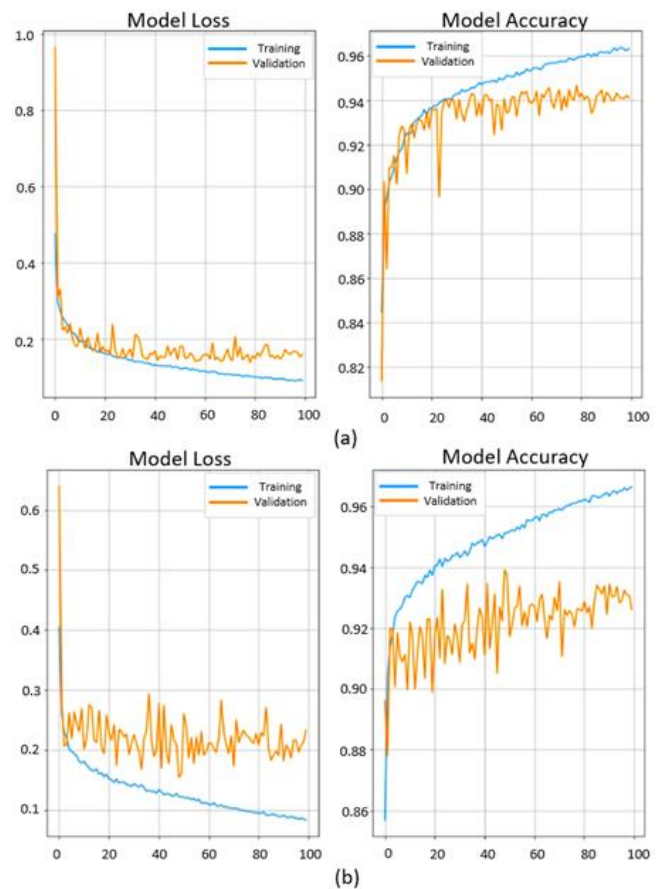 Model Loss
Training
Validation
1.0
0.8
0.6
0.4
0.2
0 20 40 60 80 100
Model Accuracy
Training
Validation
0.96
0.94
0.92
0.90
0.88
0.86
0.84
0.82
0 20 40 60 80 100
(a)
Model Loss
Training
Validation
0.6
0.5
0.4
0.3
0.2
0.1
0 20 40 60 80 100
Model Accuracy
Training
Validation
0.96
0.94
0.92
0.90
0.88
0.86
0 20 40 60 80 100
(b)